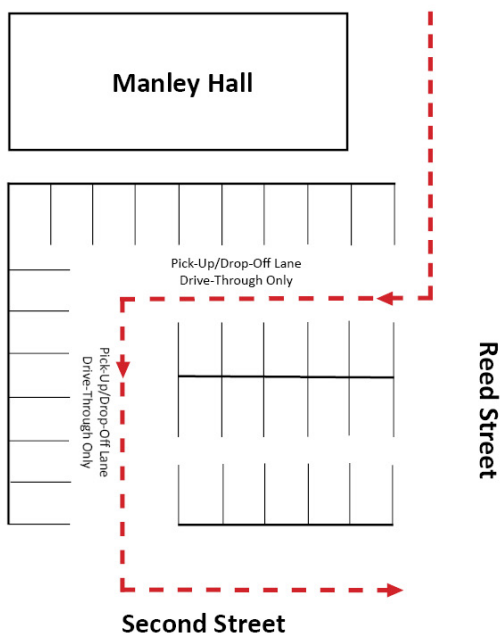 Manley Hall
Pick-Up/Drop-Off Lane
Drive-Through Only
Pick-Up/Drop-Off Lane
Drive-Through Only
Reed Street
Second Street